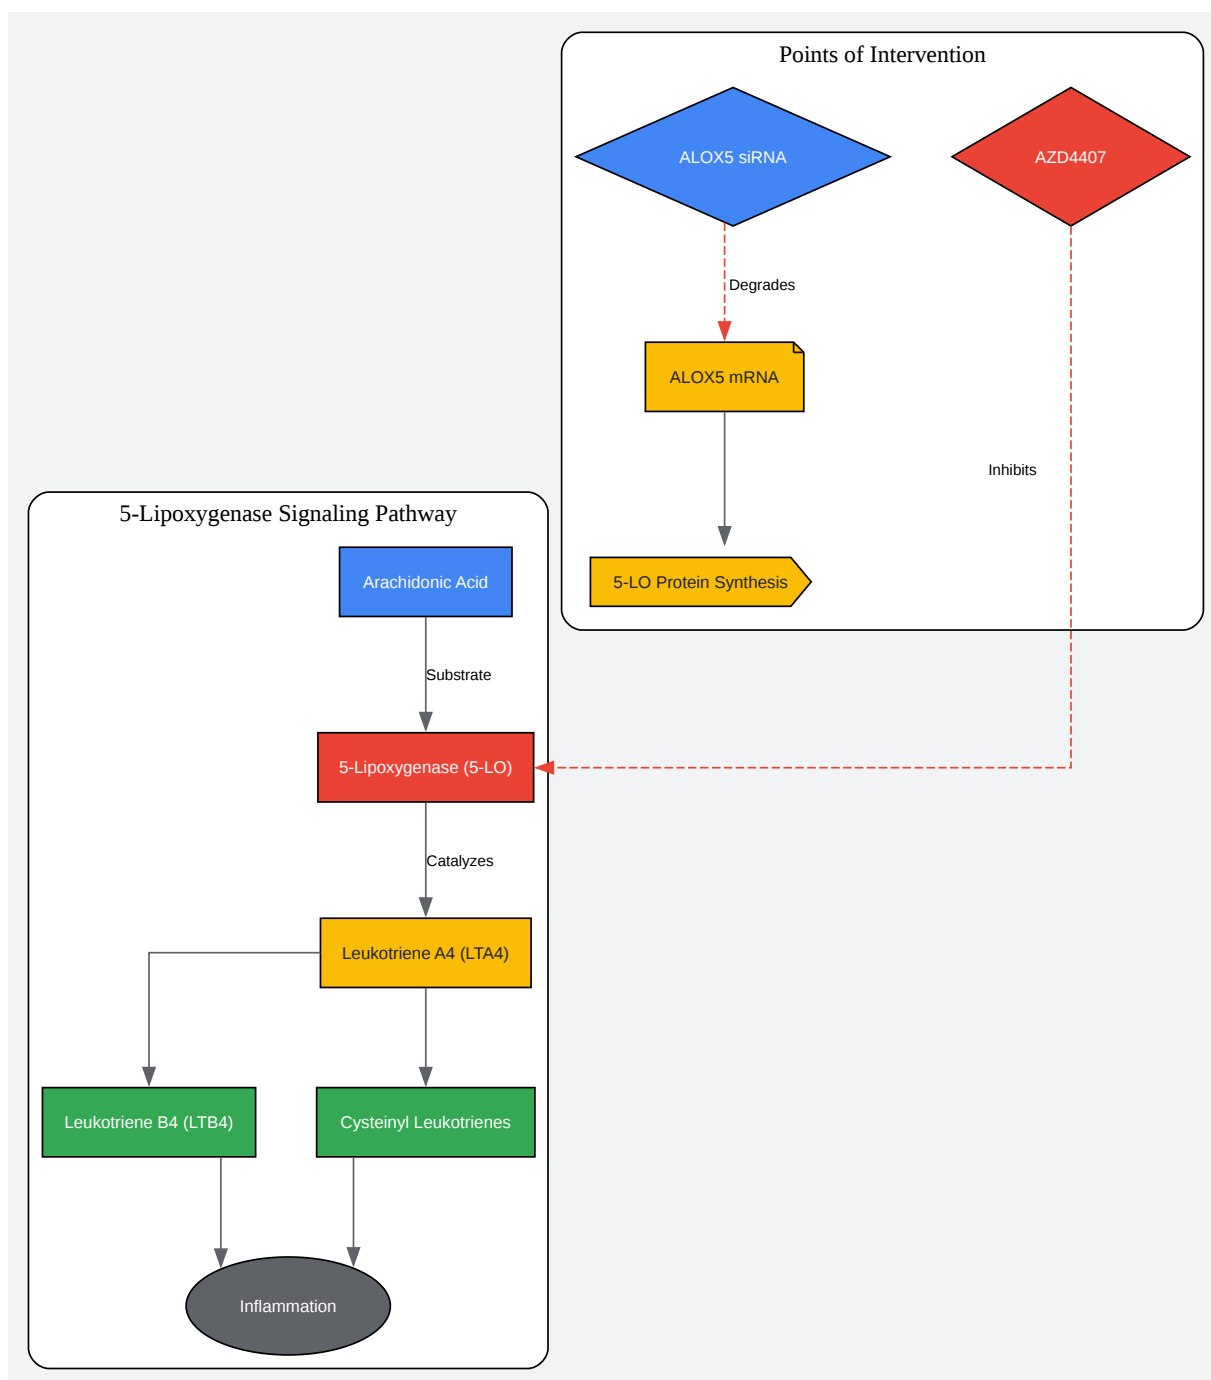 Points of Intervention
ALOX5 siRNA
AZD4407
Degrades
ALOX5 mRNA
Inhibits
5-LO Protein Synthesis
5-Lipoxygenase Signaling Pathway
Arachidonic Acid
Substrate
5-Lipoxygenase (5-LO)
Catalyzes
Leukotriene A4 (LTA4)
Leukotriene B4 (LTB4)
Cysteinyl Leukotrienes
Inflammation